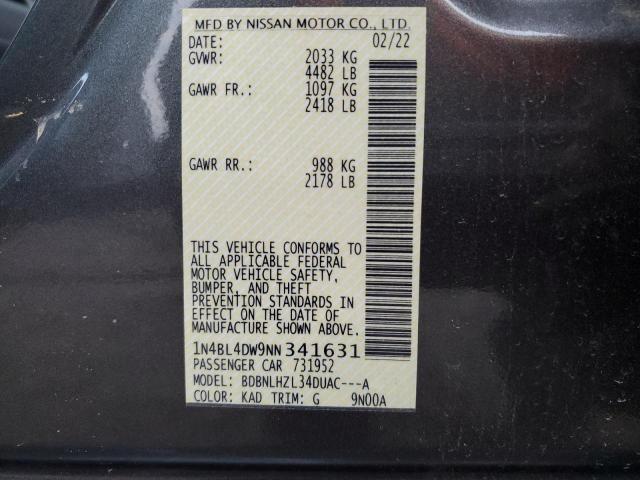 MFD BY NISSAN MOTOR CO., LTD.
DATE: 02/22
GVWR: 2033 KG
4482 LB
GAWR FR.: 1097 KG
2418 LB
GAWR RR.: 988 KG
2178 LB
THIS VEHICLE CONFORMS TO
ALL APPLICABLE FEDERAL
MOTOR VEHICLE SAFETY,
BUMPER, AND THEFT
PREVENTION STANDARDS IN
EFFECT ON THE DATE OF
MANUFACTURE SHOWN ABOVE.
1N4BL4DW9NN341631
PASSENGER CAR 731952
MODEL: BDBNLHZL34DUAC---A
COLOR: KAD TRIM: G 9N00A